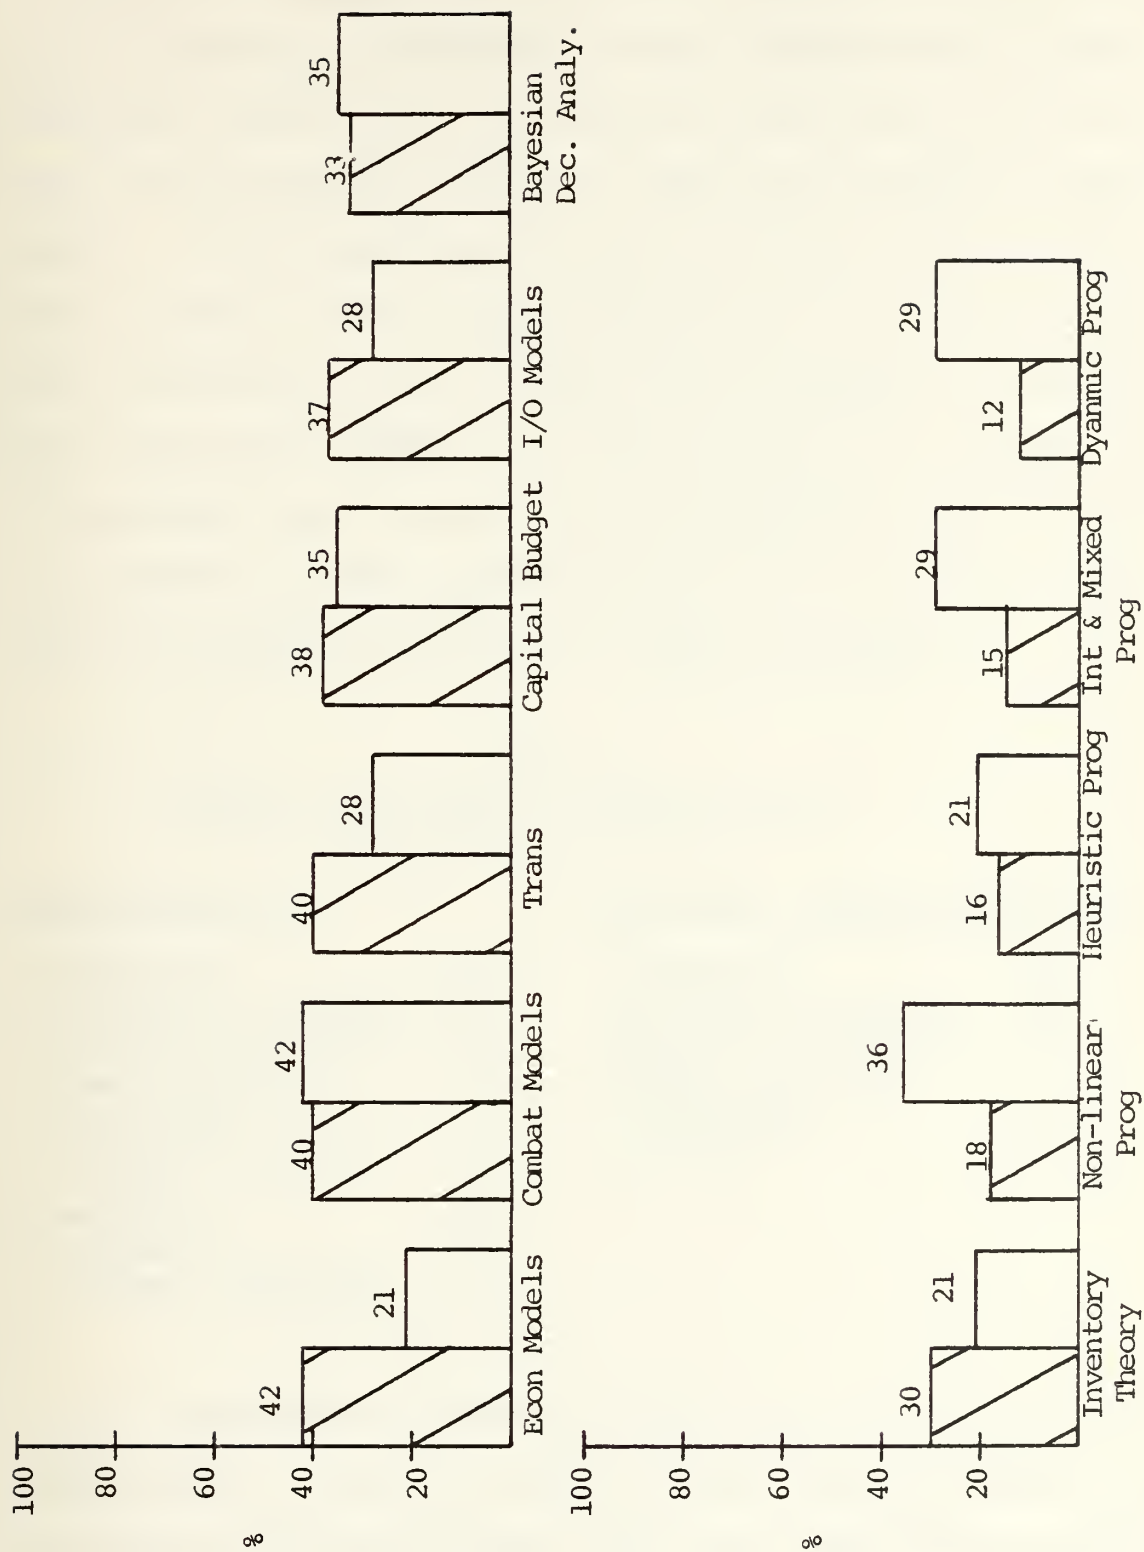 100
80
60
40
20
%
42
21
40
42
40
28
38
35
37
28
33
35
Econ Models
Combat Models
Trans
Capital Budget
I/O Models
Bayesian
Dec. Analy.
100
80
60
40
20
%
30
21
18
36
16
21
15
29
12
29
Inventory
Theory
Non-linear
Prog
Heuristic Prog
Int & Mixed
Prog
Dyanmic Prog